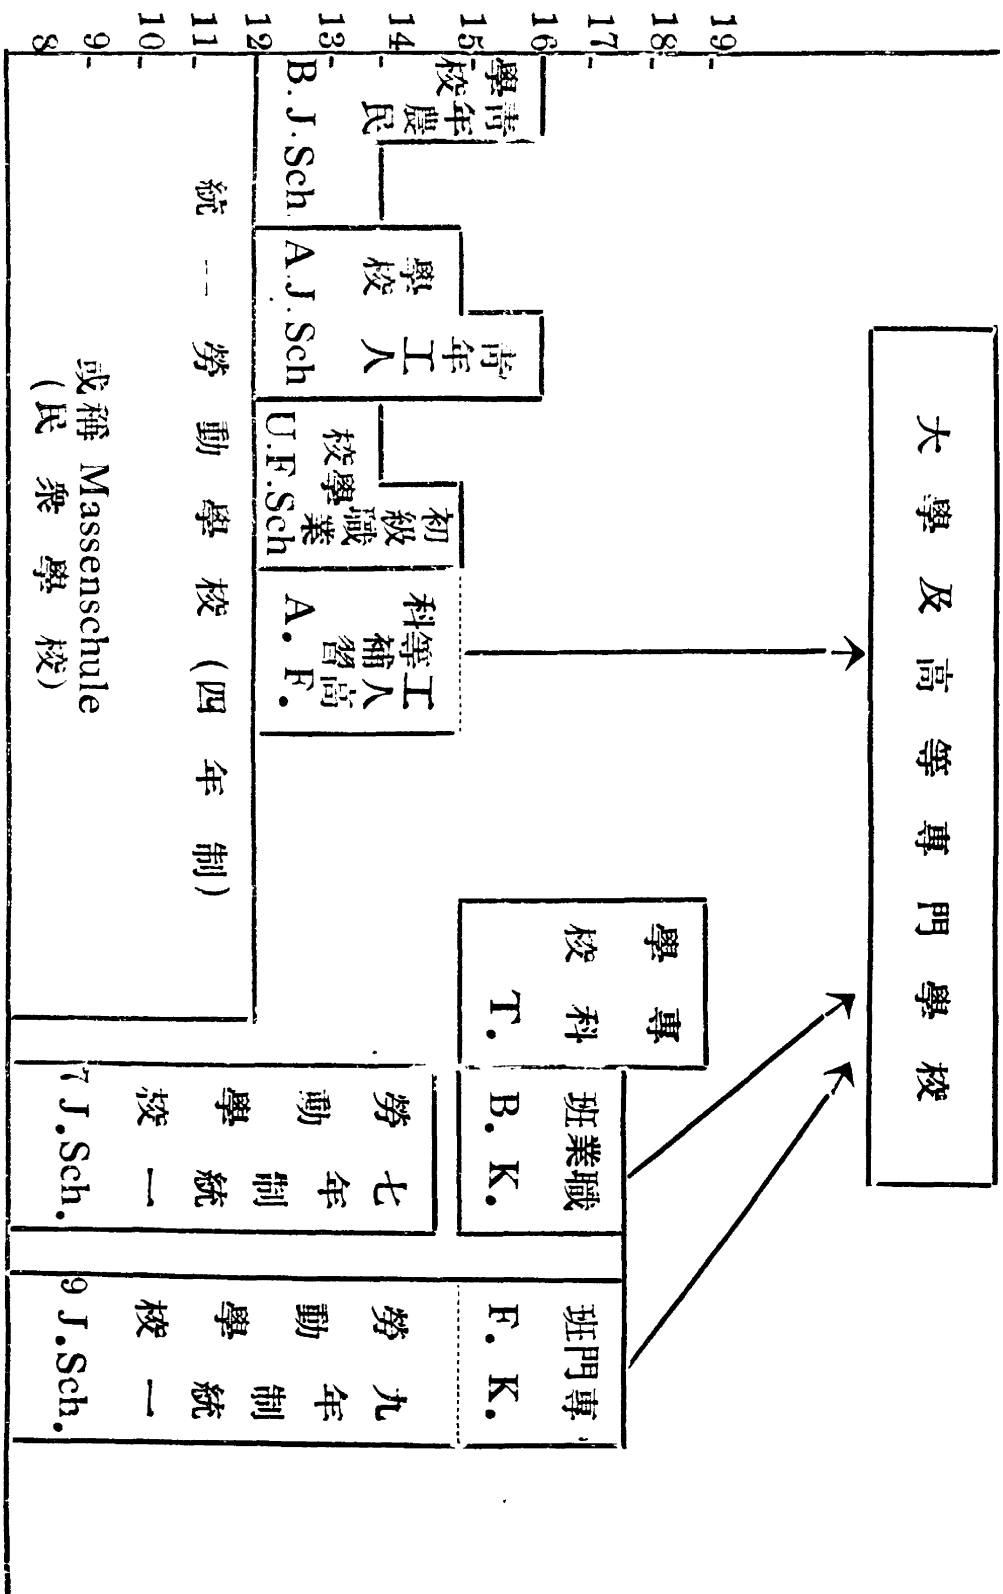 大學及高等專門學校
19
18
17
16
15
14
13
12
11
10
9
8
青年農民
學校
B.J.Sch.
青年工人
學校
A.J.Sch
初級職業
學校
U.F.Sch
工人高
等補習
科
A. F.
專科
學校
T.
職業班
B. K.
專門班
F. K.
統一勞動學校(四年制)
或稱 Massenschule
(民衆學校)
七年制統一
勞動學校
7 J.Sch.
九年制統一
勞動學校
9 J.Sch.